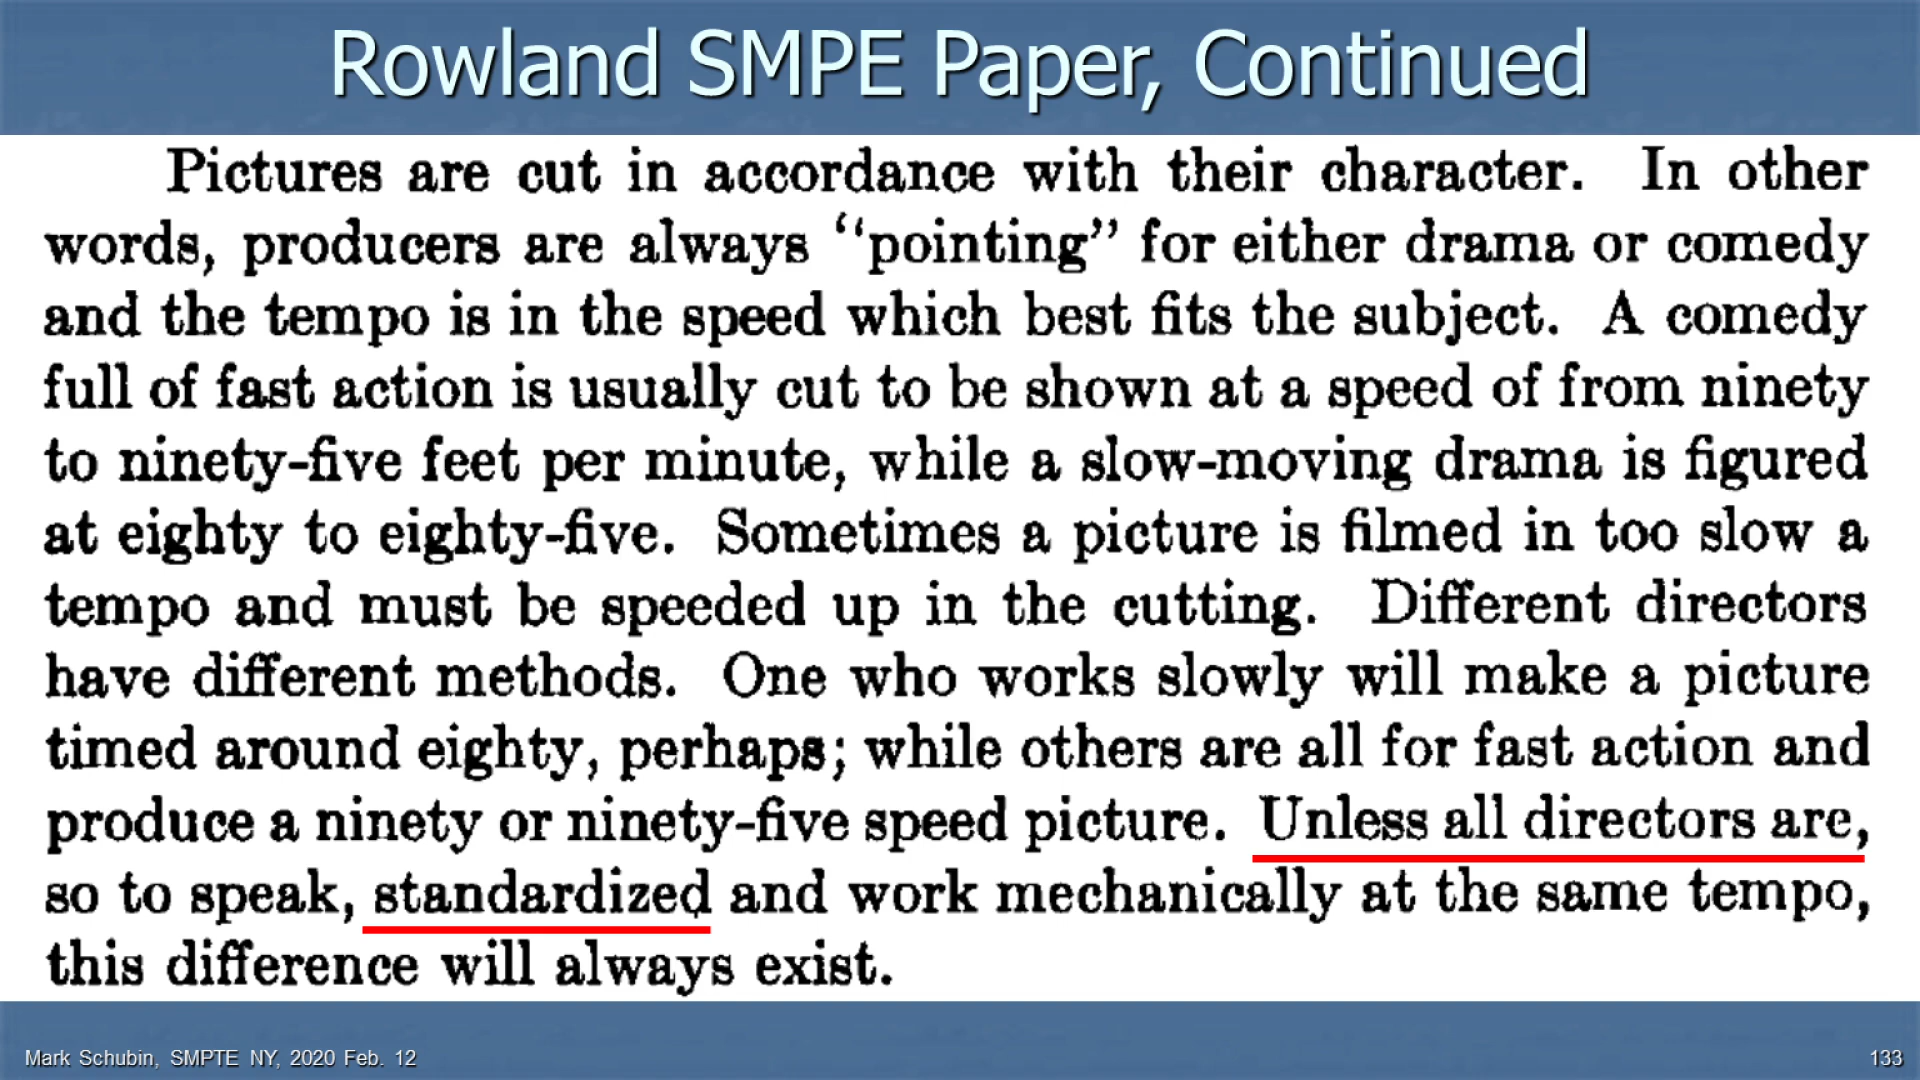 Rowland SMPE Paper, Continued
Pictures are cut in accordance with their character. In other
words, producers are always "pointing" for either drama or comedy
and the tempo is in the speed which best fits the subject. A comedy
full of fast action is usually cut to be shown at a speed of from ninety
to ninety-five feet per minute, while a slow-moving drama is figured
at eighty to eighty-five. Sometimes a picture is filmed in too slow a
tempo and must be speeded up in the cutting. Different directors
have different methods. One who works slowly will make a picture
timed around eighty, perhaps; while others are all for fast action and
produce a ninety or ninety-five speed picture. Unless all directors are,
so to speak, standardized and work mechanically at the same tempo,
this difference will always exist.
Mark Schubin, SMPTE NY, 2020 Feb. 12
133